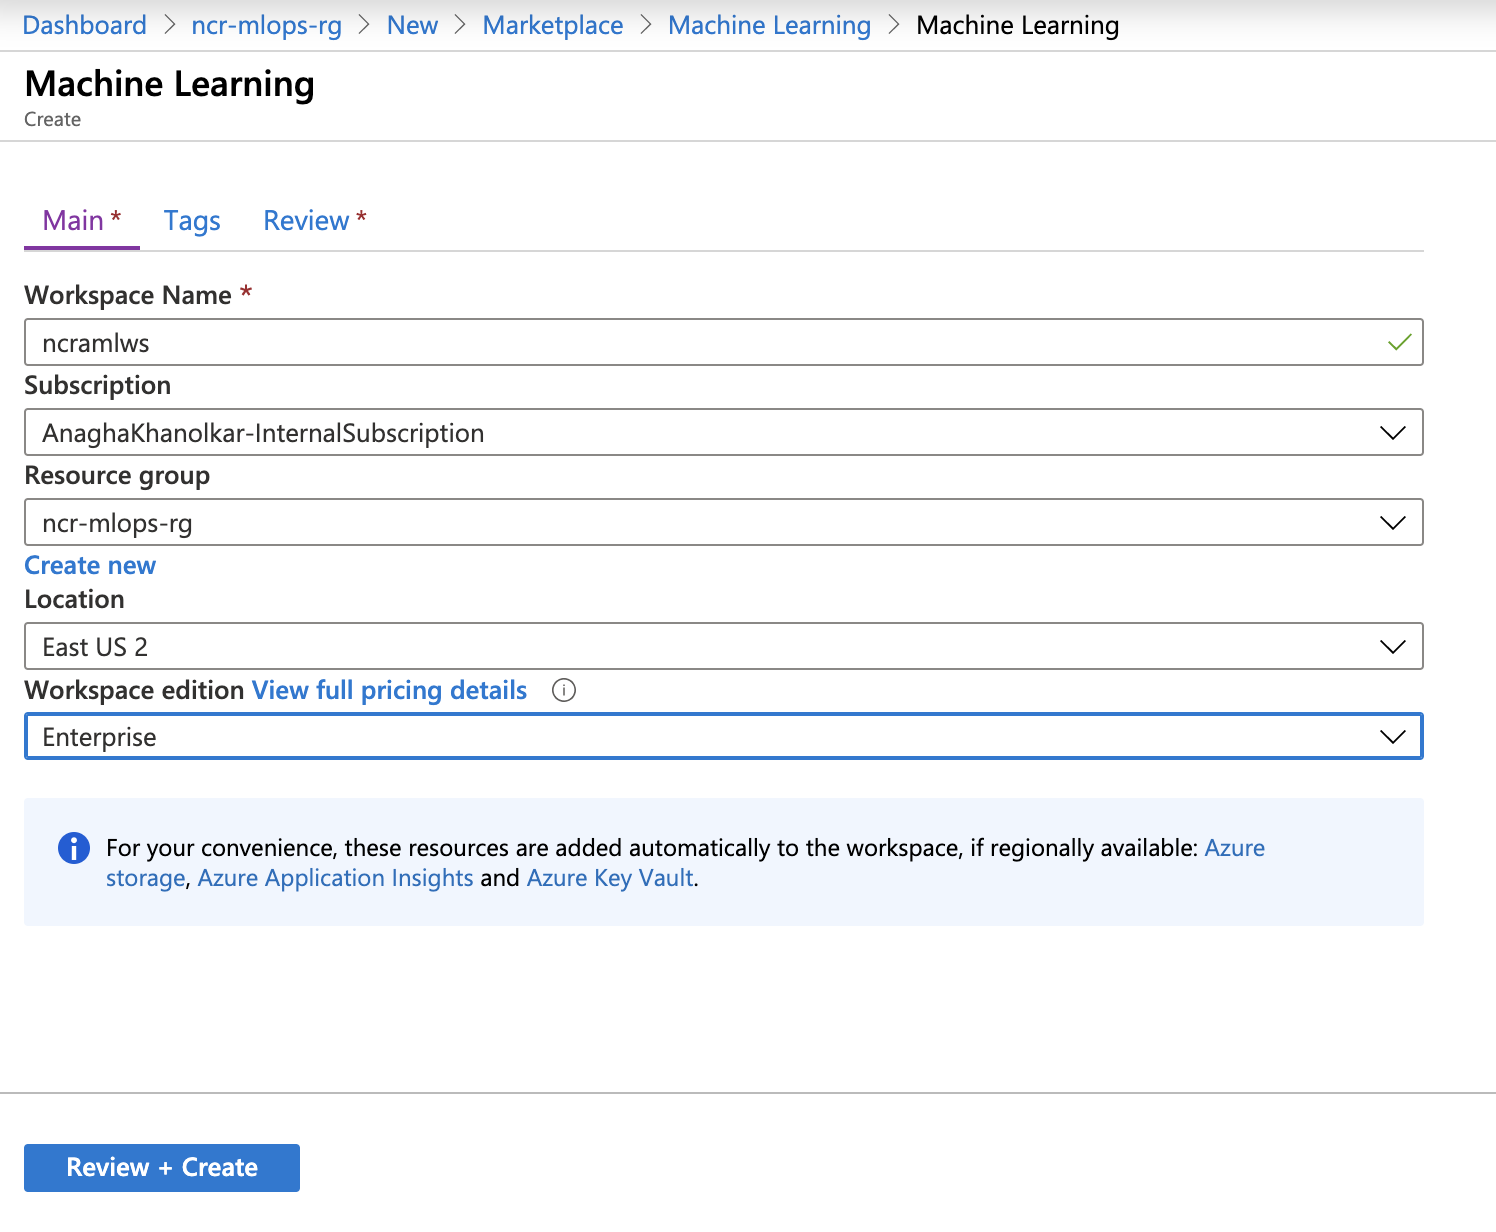 Dashboard > ncr-mlops-rg > New > Marketplace > Machine Learning > Machine Learning
Machine Learning
Create
Main * Tags Review *
Workspace Name *
ncramlws
Subscription
AnaghaKhanolkar-InternalSubscription
Resource group
ncr-mlops-rg
Create new
Location
East US 2
Workspace edition View full pricing details
Enterprise
For your convenience, these resources are added automatically to the workspace, if regionally available: Azure
storage, Azure Application Insights and Azure Key Vault.
Review + Create